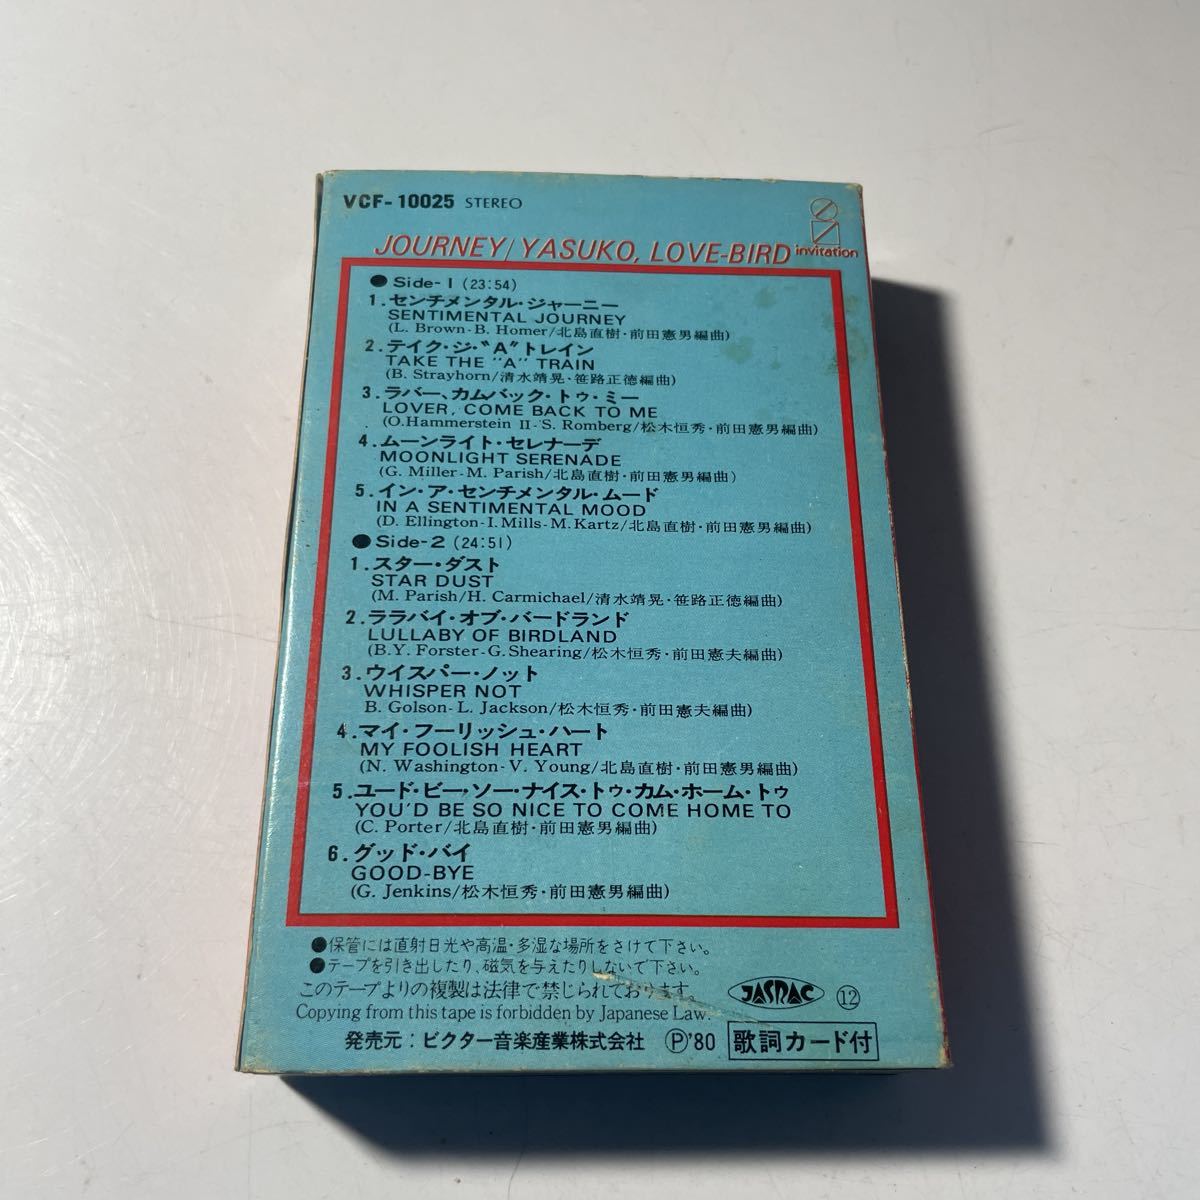 VCF-10025 STEREO
invitation
JOURNEY/YASUKO, LOVE-BIRD
●Side-1 (23:54)
1.センチメンタル・ジャーニー
SENTIMENTAL JOURNEY
(L. Brown-B. Homer/北島直樹・前田憲男編曲)
2.テイク・ジ・"A"トレイン
TAKE THE "A" TRAIN
(B. Strayhorn/清水靖晃・笹路正徳編曲)
3.ラバー、カムバック・トゥ・ミー
LOVER, COME BACK TO ME
(O.Hammerstein II-S. Romberg/松木恒秀・前田憲男編曲)
4.ムーンライト・セレナーデ
MOONLIGHT SERENADE
(G. Miller-M. Parish/北島直樹・前田憲男編曲)
5.イン・ア・センチメンタル・ムード
IN A SENTIMENTAL MOOD
(D. Ellington-I. Mills-M. Kartz/北島直樹・前田憲男編曲)
●Side-2 (24:51)
1.スター・ダスト
STAR DUST
(M. Parish/H. Carmichael/清水靖晃・笹路正徳編曲)
2.ララバイ・オブ・バードランド
LULLABY OF BIRDLAND
(B.Y. Forster-G. Shearing/松木恒秀・前田憲夫編曲)
3.ウイスパー・ノット
WHISPER NOT
B. Golson-L. Jackson/松木恒秀・前田憲夫編曲)
4.マイ・フーリッシュ・ハート
MY FOOLISH HEART
(N. Washington-V. Young/北島直樹・前田憲男編曲)
5.ユード・ビー・ソー・ナイス・トゥ・カム・ホーム・トゥ
YOU'D BE SO NICE TO COME HOME TO
(C. Porter/北島直樹・前田憲男編曲)
6.グッド・バイ
GOOD-BYE
(G. Jenkins/松木恒秀・前田憲男編曲)
●保管には直射日光や高温・多湿な場所をさけて下さい。
●テープを引き出したり、磁気を与えたりしないで下さい。
このテープよりの複製は法律で禁じられております。
Copying from this tape is forbidden by Japanese Law.
JASRAC ⑫
発売元:ビクター音楽産業株式会社 Ⓟ'80 歌詞カード付